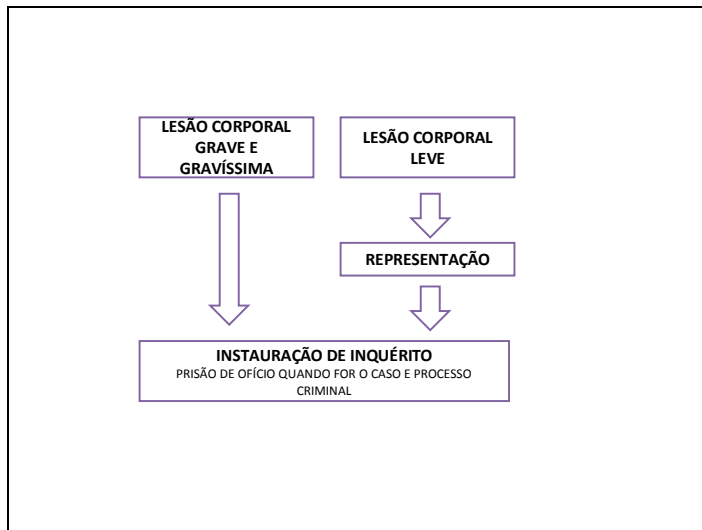 LESÃO CORPORAL
GRAVE E
GRAVÍSSIMA
LESÃO CORPORAL
LEVE
REPRESENTAÇÃO
INSTAURAÇÃO DE INQUÉRITO
PRISÃO DE OFÍCIO QUANDO FOR O CASO E PROCESSO
CRIMINAL